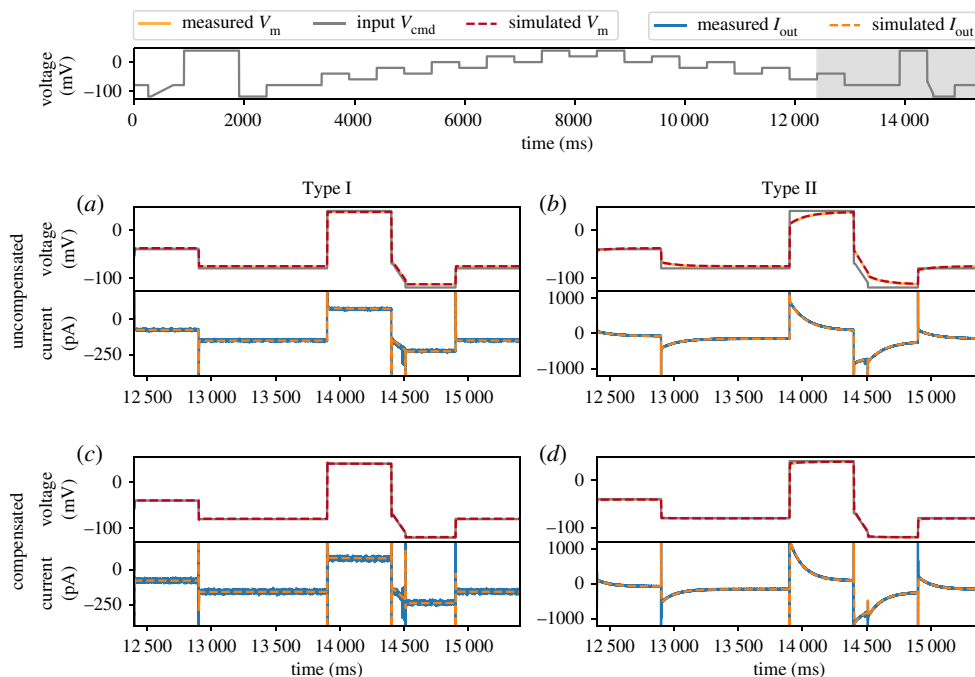 measured Vm input Vcmd simulated Vm measured Iout simulated Iout
voltage
(mV)
0
−100
0 2000 4000 6000 8000 10 000 12 000 14 000
time (ms)
Type I Type II
(a) (b)
uncompensated
voltage
(mV)
0
−100
0
−100
current
(pA)
0
−250
1000
0
−1000
12 500 13 000 13 500 14 000 14 500 15 000
12 500 13 000 13 500 14 000 14 500 15 000
(c) (d)
compensated
voltage
(mV)
0
−100
0
−100
current
(pA)
0
−250
1000
0
−1000
12 500 13 000 13 500 14 000 14 500 15 000
12 500 13 000 13 500 14 000 14 500 15 000
time (ms) time (ms)